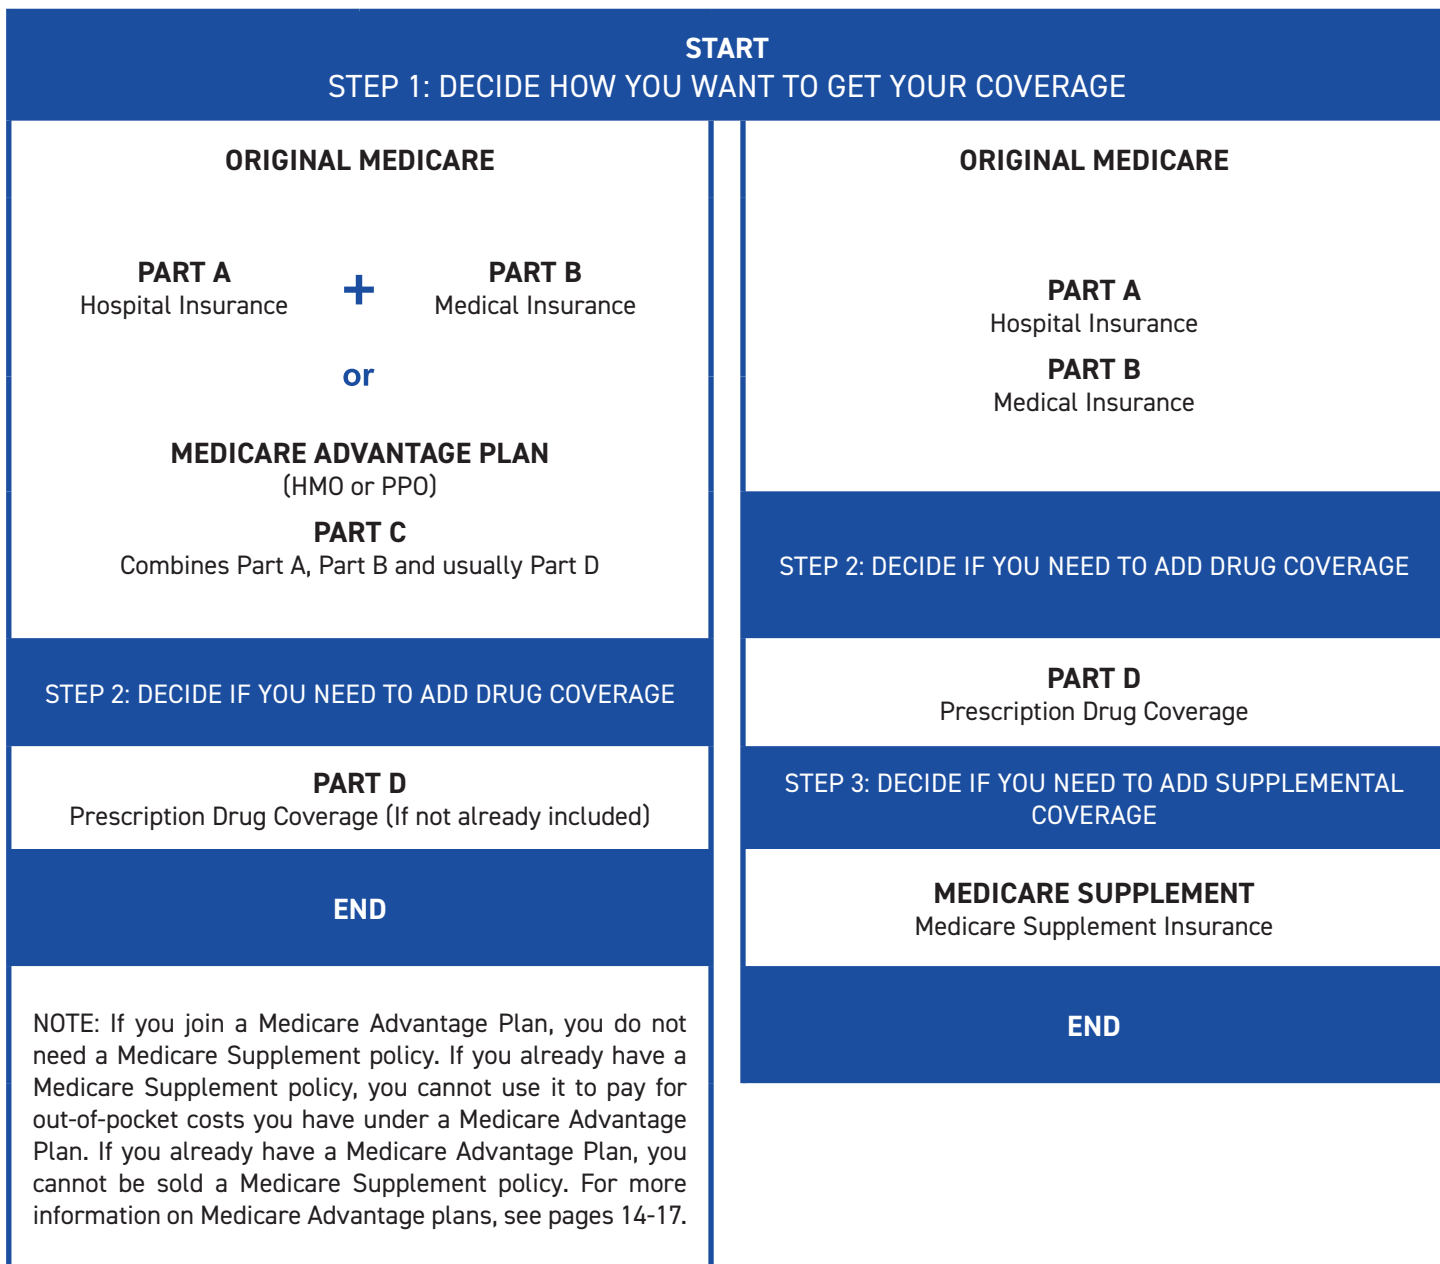 START
STEP 1: DECIDE HOW YOU WANT TO GET YOUR COVERAGE
ORIGINAL MEDICARE
PART A
Hospital Insurance
+
PART B
Medical Insurance
or
MEDICARE ADVANTAGE PLAN
(HMO or PPO)
PART C
Combines Part A, Part B and usually Part D
STEP 2: DECIDE IF YOU NEED TO ADD DRUG COVERAGE
PART D
Prescription Drug Coverage (If not already included)
END
NOTE: If you join a Medicare Advantage Plan, you do not
need a Medicare Supplement policy. If you already have a
Medicare Supplement policy, you cannot use it to pay for
out-of-pocket costs you have under a Medicare Advantage
Plan. If you already have a Medicare Advantage Plan, you
cannot be sold a Medicare Supplement policy. For more
information on Medicare Advantage plans, see pages 14-17.
ORIGINAL MEDICARE
PART A
Hospital Insurance
PART B
Medical Insurance
STEP 2: DECIDE IF YOU NEED TO ADD DRUG COVERAGE
PART D
Prescription Drug Coverage
STEP 3: DECIDE IF YOU NEED TO ADD SUPPLEMENTAL
COVERAGE
MEDICARE SUPPLEMENT
Medicare Supplement Insurance
END